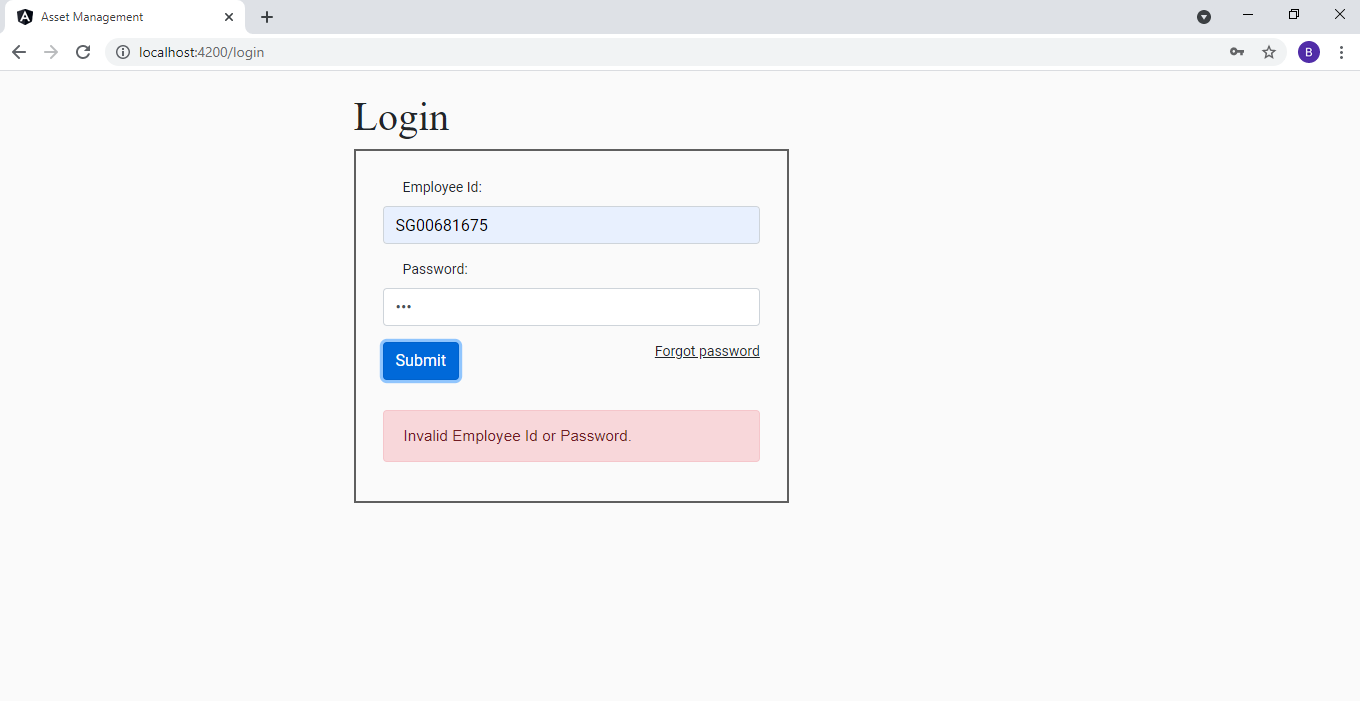 Asset Management
localhost:4200/login
B
Login
Employee Id:
SG00681675
Password:
•••
Submit
Forgot password
Invalid Employee Id or Password.